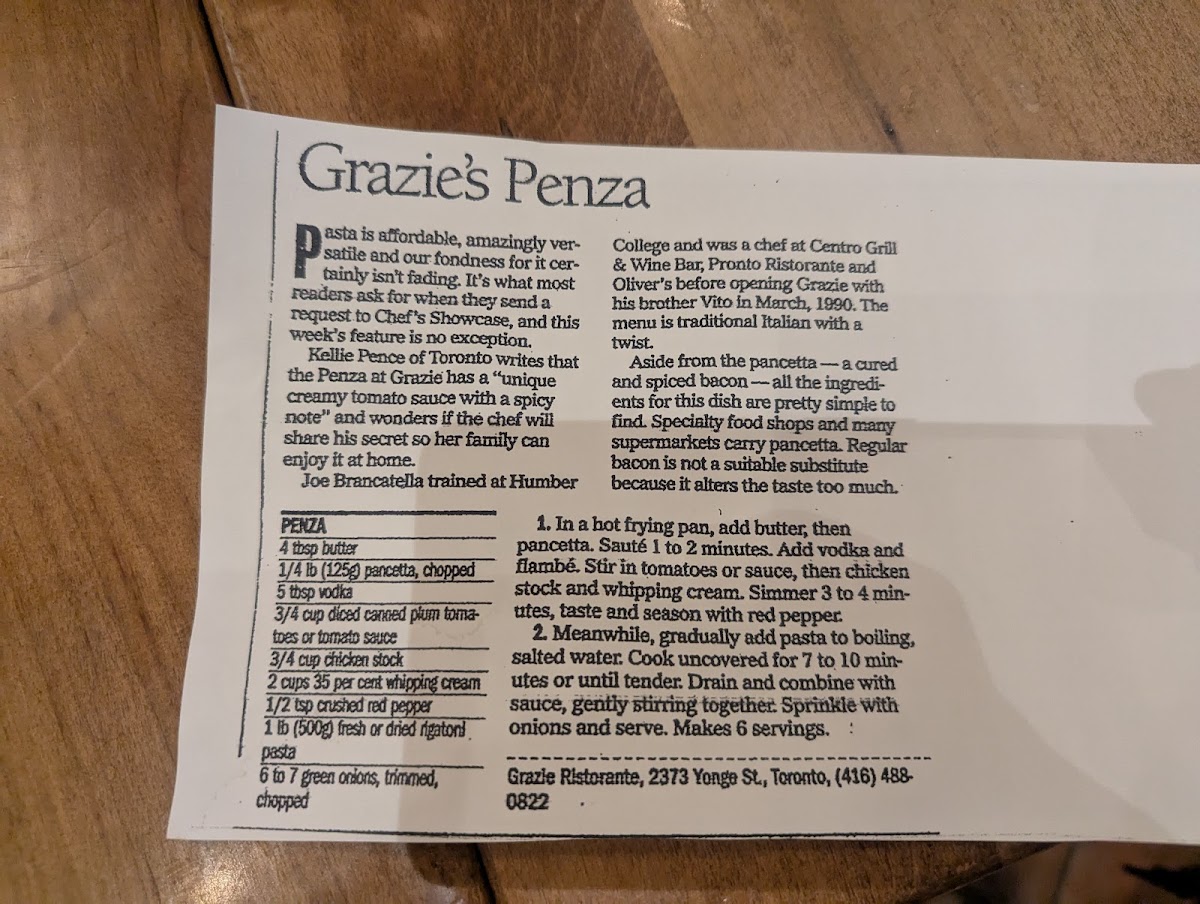 Grazie's Penza
Pasta is affordable, amazingly ver-
satile and our fondness for it cer-
tainly isn't fading. It's what most
readers ask for when they send a
request to Chef's Showcase, and this
week's feature is no exception.
Kellie Pence of Toronto writes that
the Penza at Grazie has a "unique
creamy tomato sauce with a spicy
note" and wonders if the chef will
share his secret so her family can
enjoy it at home.
Joe Brancatella trained at Humber
College and was a chef at Centro Grill
& Wine Bar, Pronto Ristorante and
Oliver's before opening Grazie with
his brother Vito in March, 1990. The
menu is traditional Italian with a
twist.
Aside from the pancetta — a cured
and spiced bacon — all the ingredi-
ents for this dish are pretty simple to
find. Specialty food shops and many
supermarkets carry pancetta. Regular
bacon is not a suitable substitute
because it alters the taste too much.
PENZA
4 tbsp butter
1/4 lb (125g) pancetta, chopped
5 tbsp vodka
3/4 cup diced canned plum toma-
toes or tomato sauce
3/4 cup chicken stock
2 cups 35 per cent whipping cream
1/2 tsp crushed red pepper
1 lb (500g) fresh or dried rigatoni
pasta
6 to 7 green onions, trimmed,
chopped
1. In a hot frying pan, add butter, then
pancetta. Sauté 1 to 2 minutes. Add vodka and
flambé. Stir in tomatoes or sauce, then chicken
stock and whipping cream. Simmer 3 to 4 min-
utes, taste and season with red pepper.
2. Meanwhile, gradually add pasta to boiling,
salted water. Cook uncovered for 7 to 10 min-
utes or until tender. Drain and combine with
sauce, gently stirring together. Sprinkle with
onions and serve. Makes 6 servings.
Grazie Ristorante, 2373 Yonge St., Toronto, (416) 488-
0822